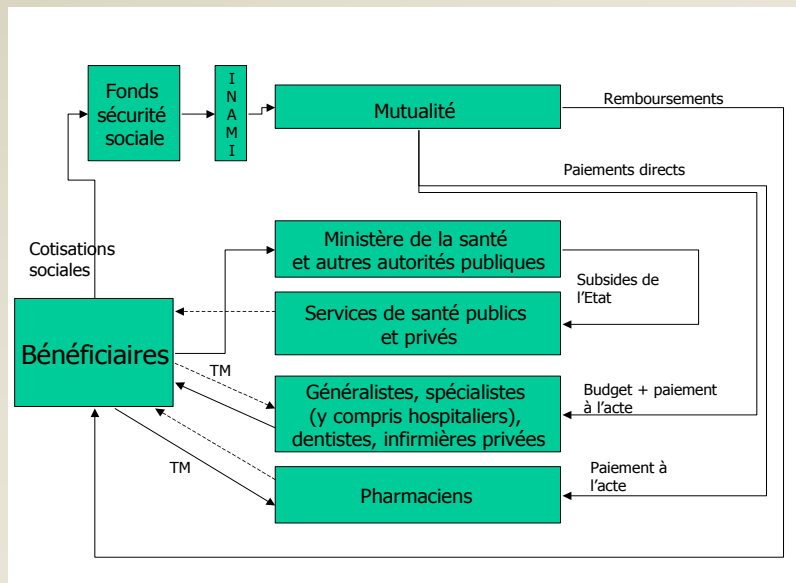 Fonds
sécurité
sociale
I
N
A
M
I
Mutualité
Remboursements
Paiements directs
Cotisations
sociales
Ministère de la santé
et autres autorités publiques
Subsides de
l’Etat
Services de santé publics
et privés
Bénéficiaires
TM
Généralistes, spécialistes
(y compris hospitaliers),
dentistes, infirmières privées
Budget + paiement
à l’acte
TM
Paiement à
l’acte
Pharmaciens